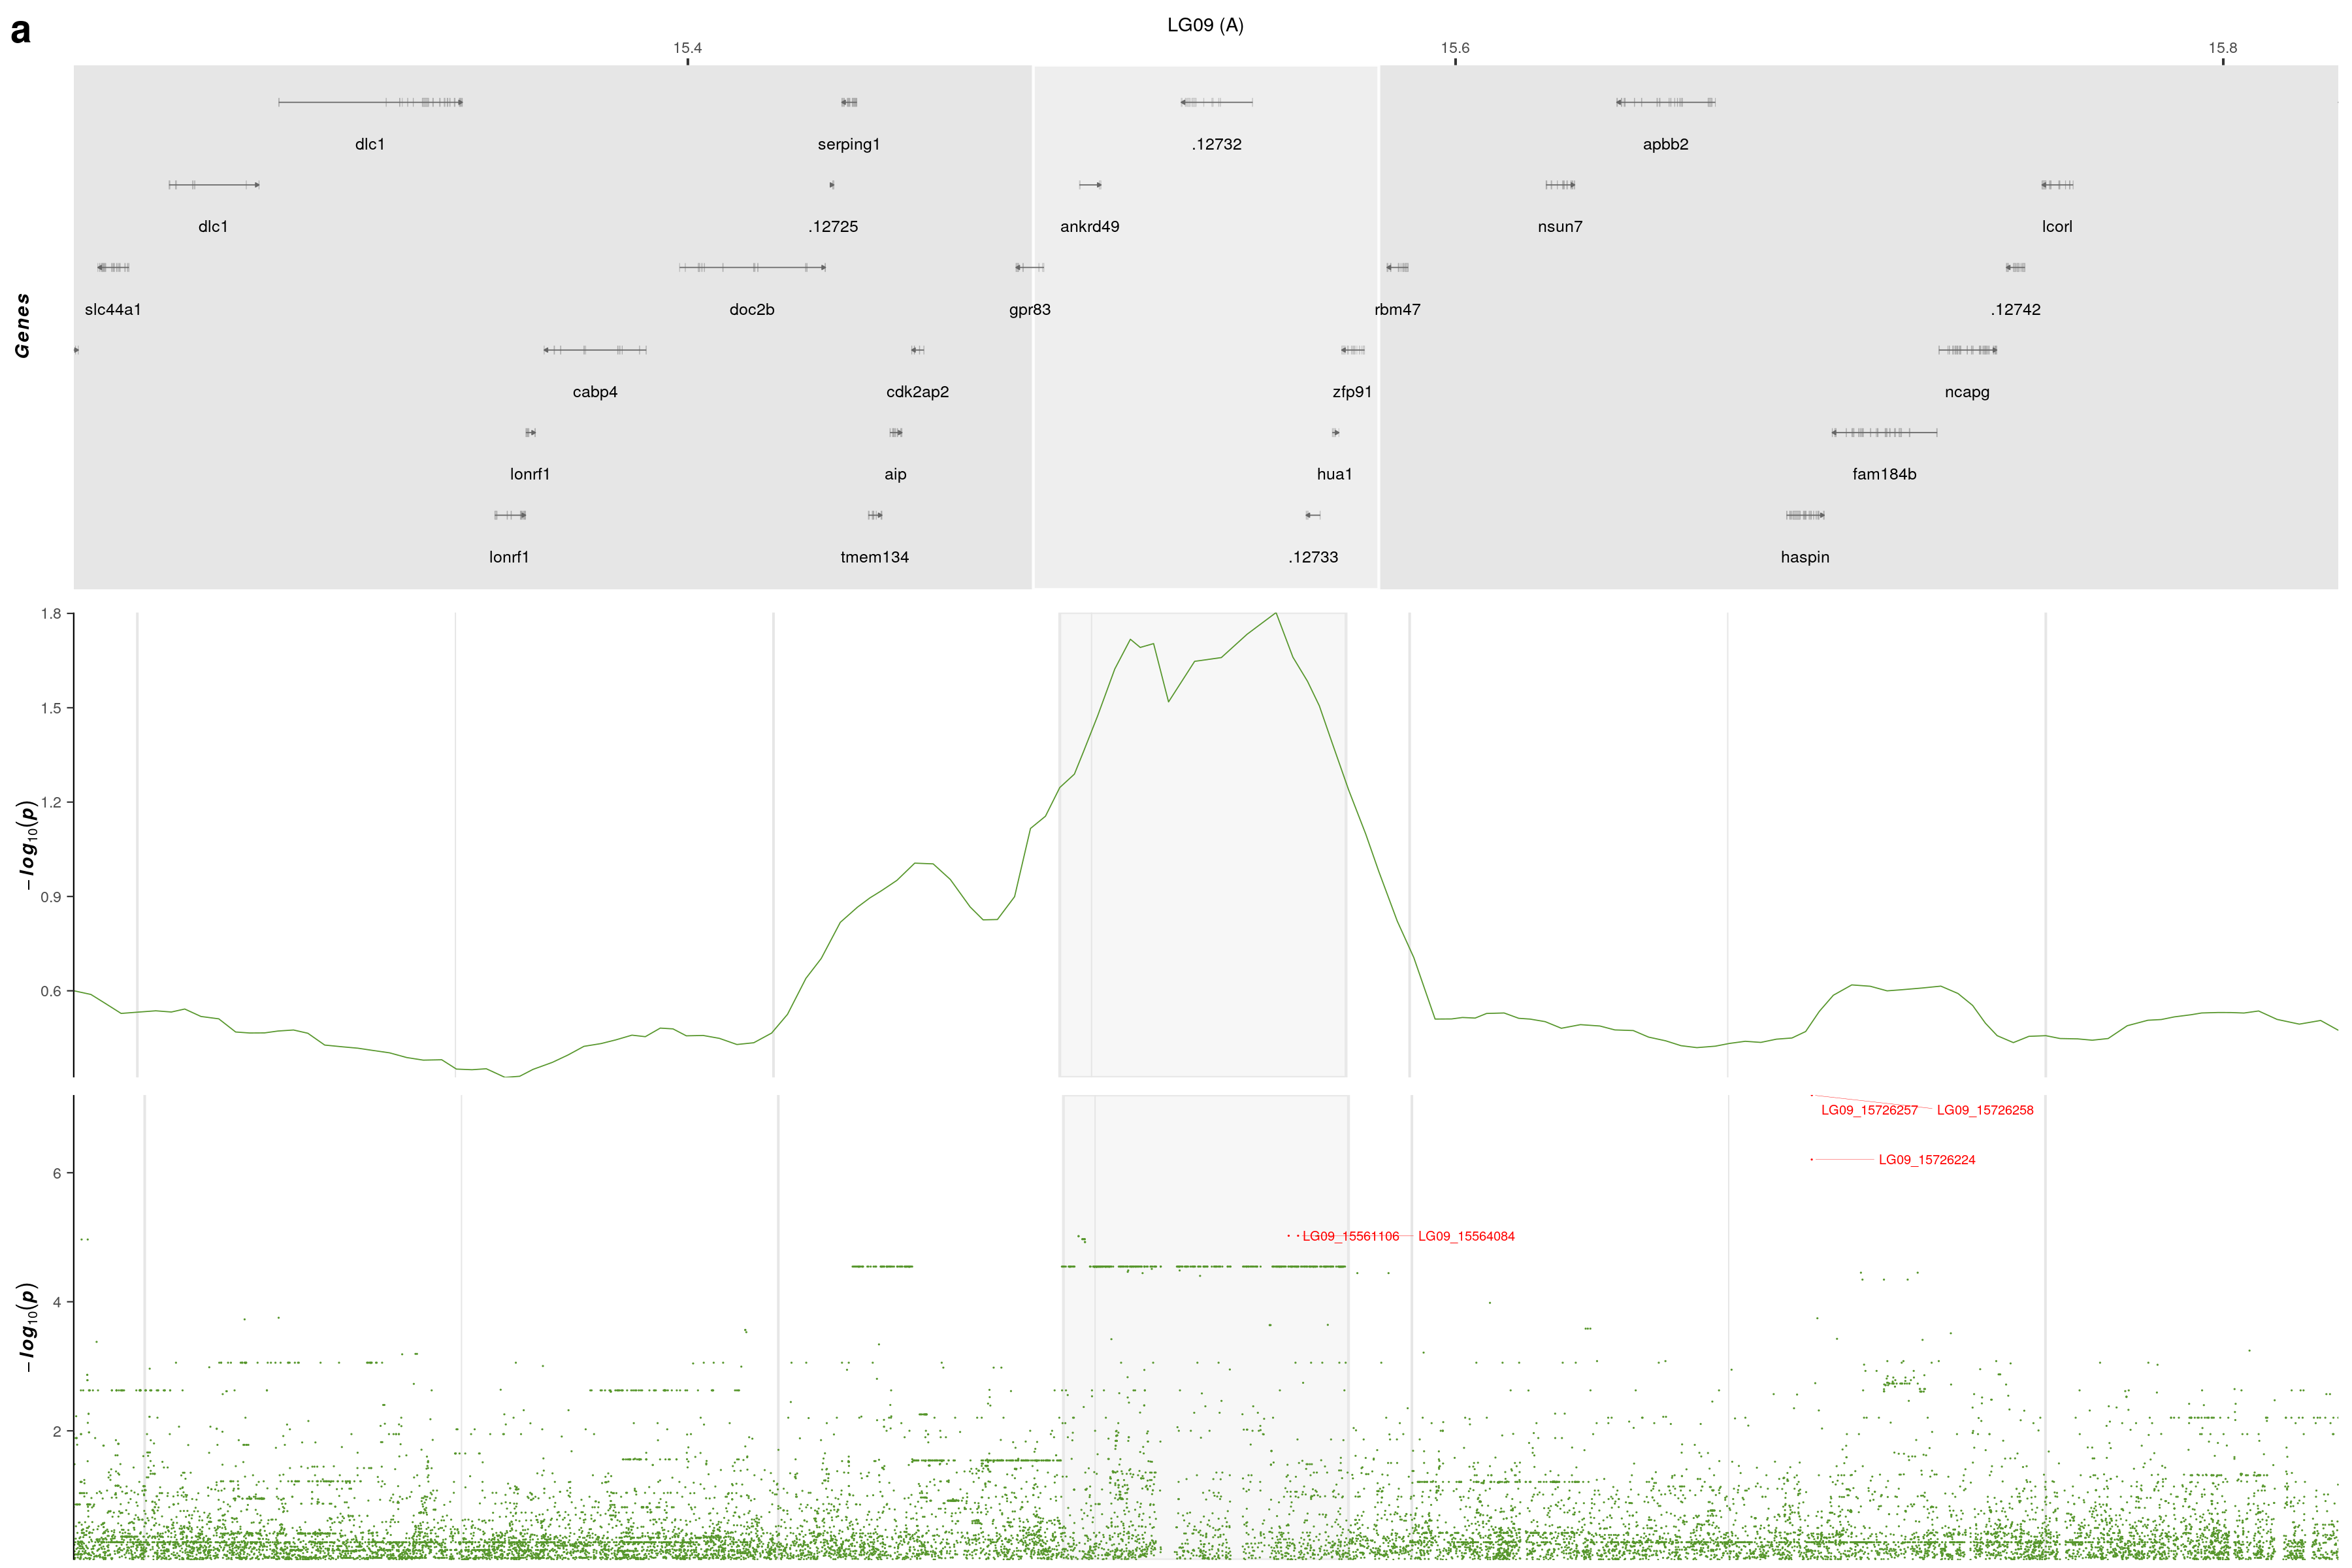 a
LG09 (A)
15.4 15.6 15.8
dlc1 serping1 .12732 apbb2
dlc1 .12725 ankrd49 nsun7 lcorl
slc44a1 doc2b gpr83 rbm47 .12742
Genes
cabp4 cdk2ap2 zfp91 ncapg
lonrf1 aip hua1 fam184b
lonrf1 tmem134 .12733 haspin
1.8
1.5
1.2
−log10(p)
0.9
0.6
LG09_15726257 LG09_15726258
6
LG09_15726224
LG09_15561106 LG09_15564084
4
−log10(p)
2